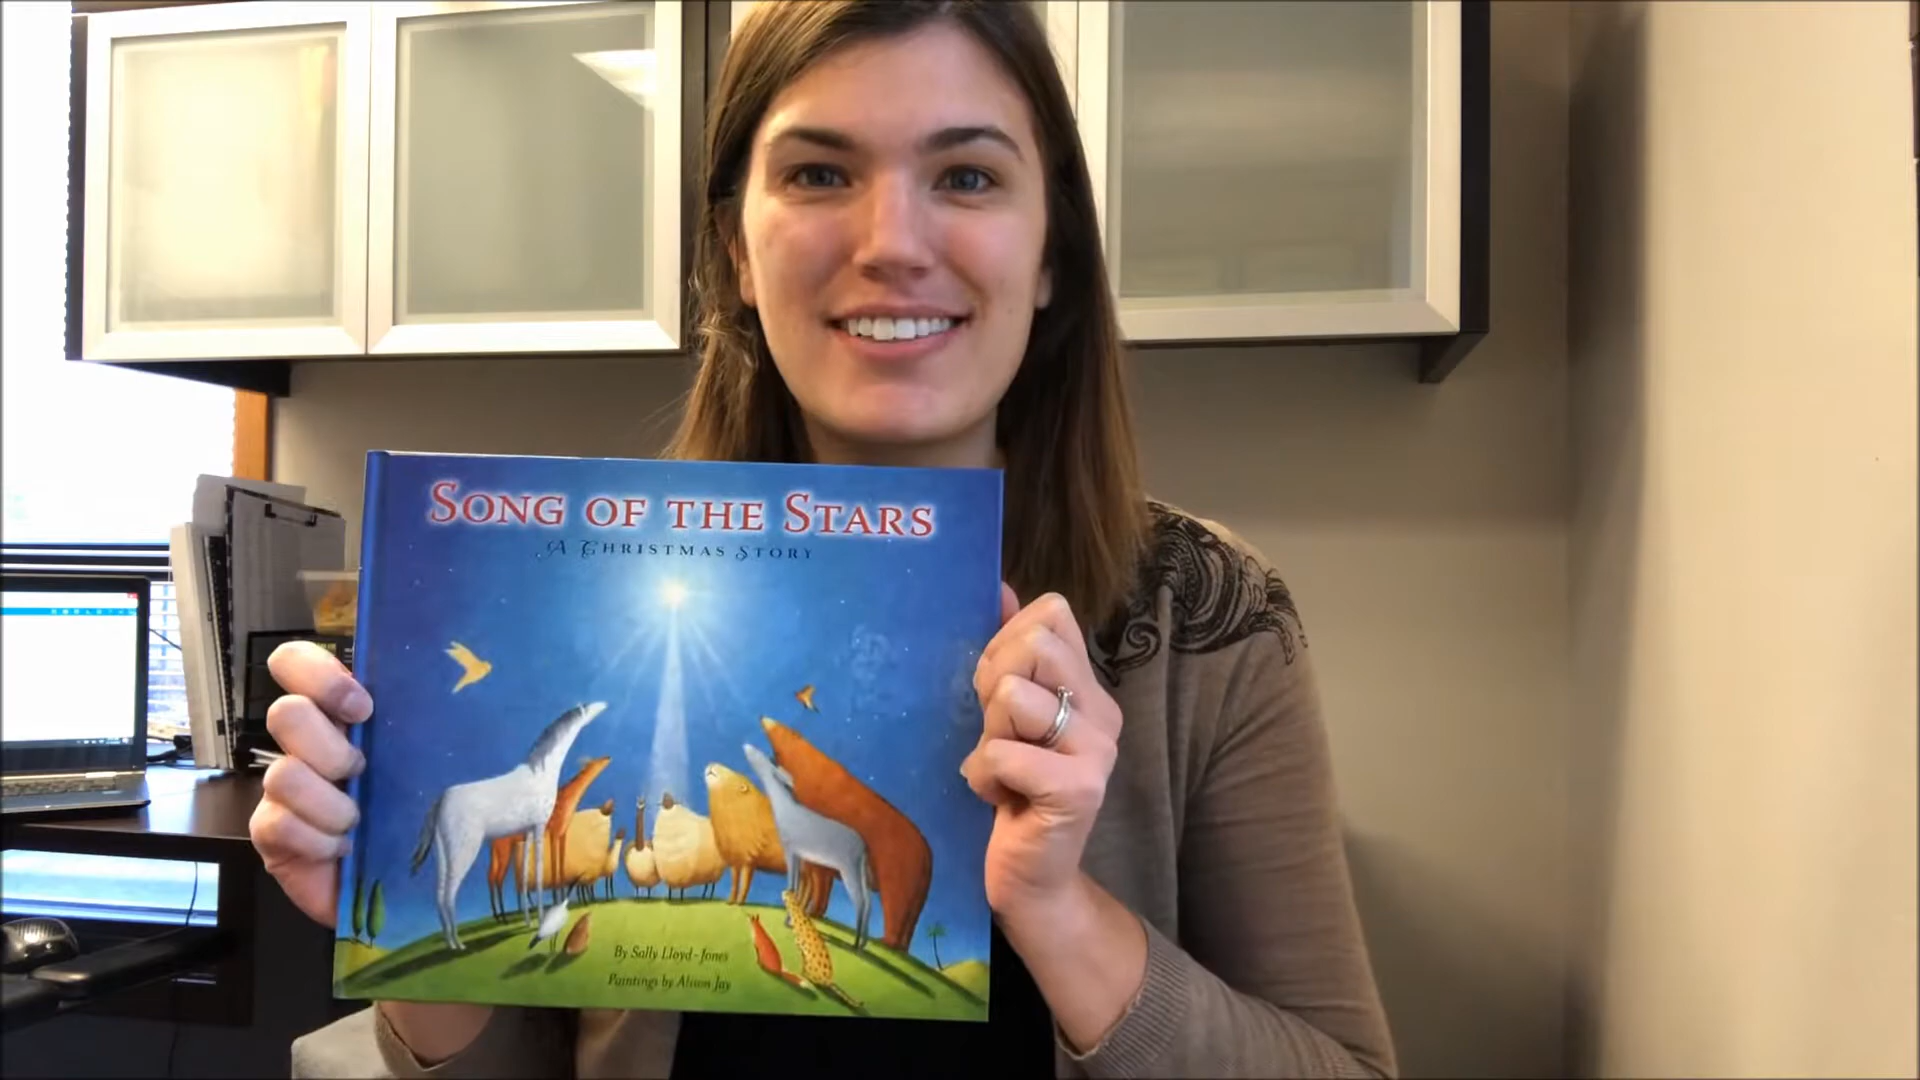 SONG OF THE STARS
A CHRISTMAS STORY
By Sally Lloyd-Jones
Paintings by Alison Jay